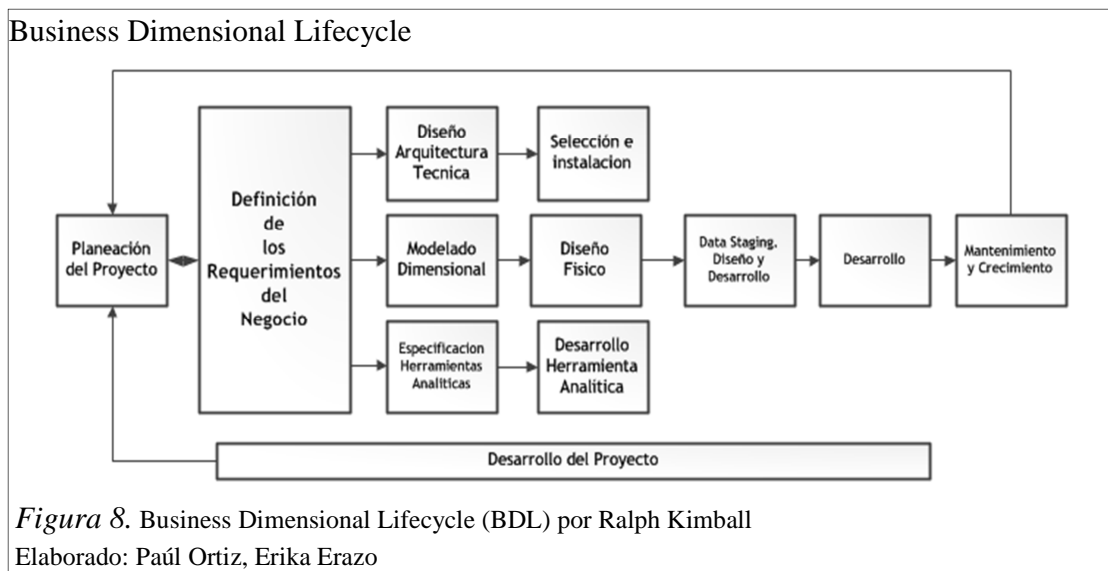 Business Dimensional Lifecycle
Planeación
del Proyecto
Definición
de
los
Requerimientos
del
Negocio
Diseño
Arquitectura
Tecnica
Selección e
instalacion
Modelado
Dimensional
Diseño
Fisico
Data Staging.
Diseño y
Desarrollo
Desarrollo
Mantenimiento
y Crecimiento
Especificacion
Herramientas
Analiticas
Desarrollo
Herramienta
Analitica
Desarrollo del Proyecto
Figura 8. Business Dimensional Lifecycle (BDL) por Ralph Kimball
Elaborado: Paúl Ortiz, Erika Erazo